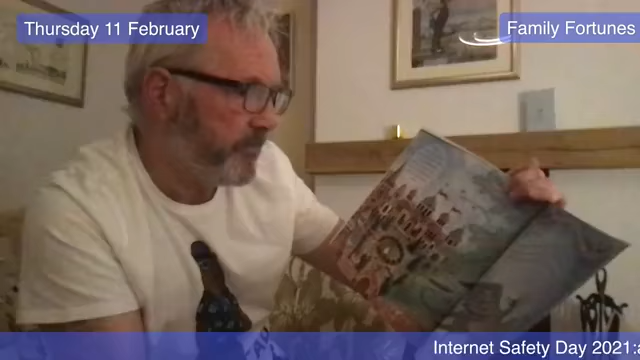 Thursday 11 February
Family Fortunes
Internet Safety Day 2021: